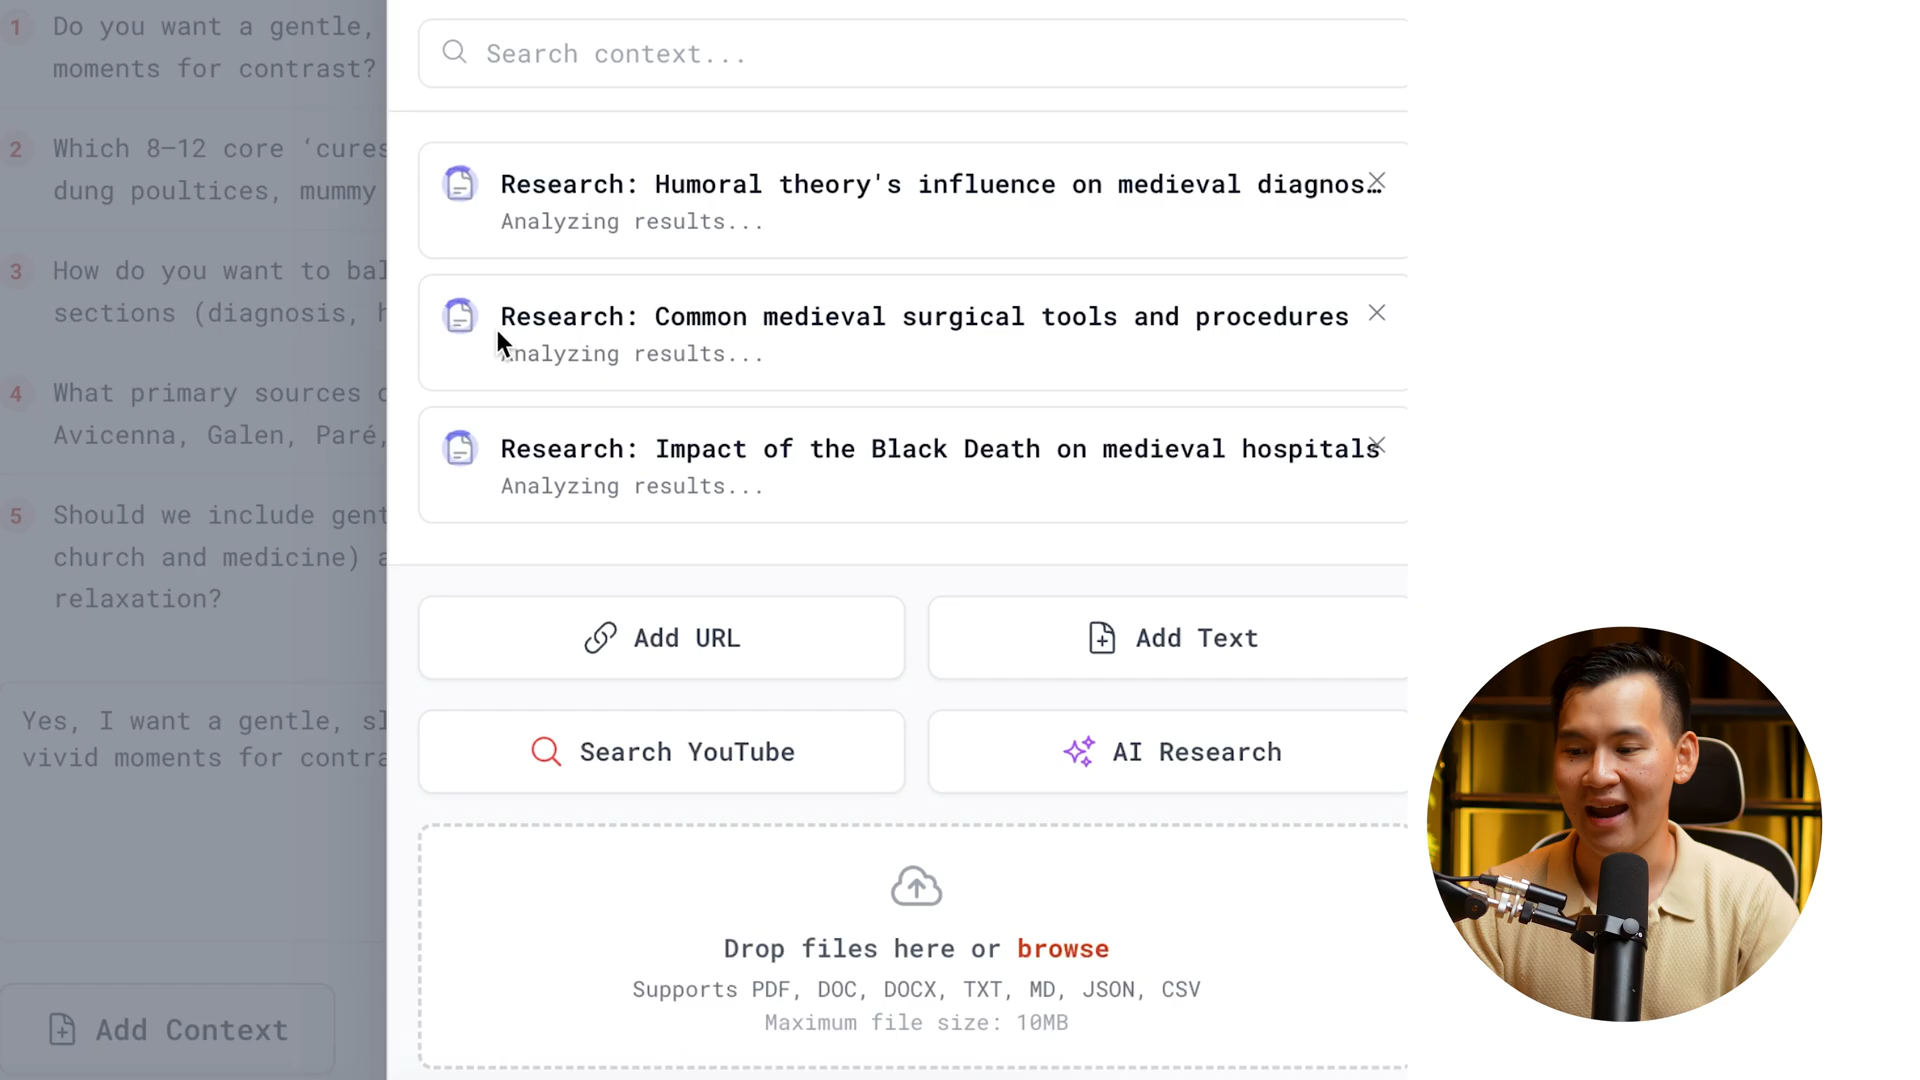 1 Do you want a gentle,
moments for contrast?
2 Which 8–12 core ‘cures
dung poultices, mummy
3 How do you want to bal
sections (diagnosis, h
4 What primary sources
Avicenna, Galen, Paré,
5 Should we include gent
church and medicine) a
relaxation?
Yes, I want a gentle, sl
vivid moments for contra
Add Context
Search context...
Research: Humoral theory's influence on medieval diagnos…
Analyzing results...
Research: Common medieval surgical tools and procedures
Analyzing results...
Research: Impact of the Black Death on medieval hospitals
Analyzing results...
Add URL
Add Text
Search YouTube
AI Research
Drop files here or browse
Supports PDF, DOC, DOCX, TXT, MD, JSON, CSV
Maximum file size: 10MB